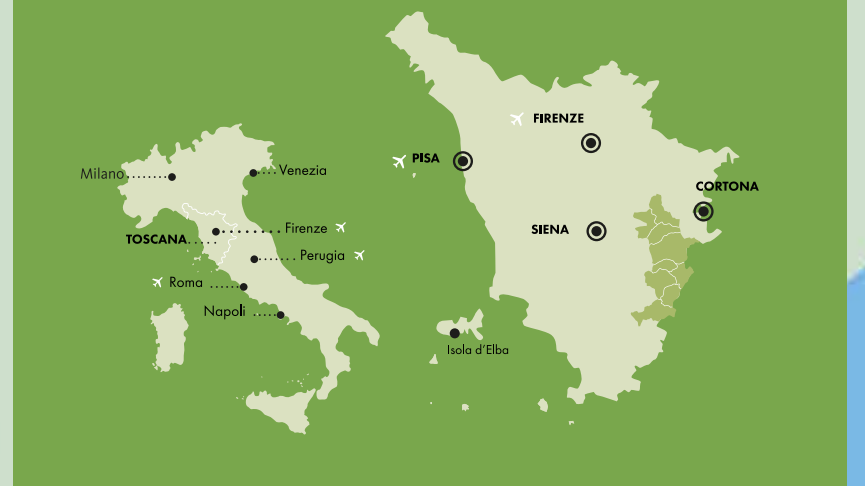 Milano
Venezia
Firenze
TOSCANA
Perugia
Roma
Napoli
FIRENZE
PISA
CORTONA
SIENA
Isola d'Elba